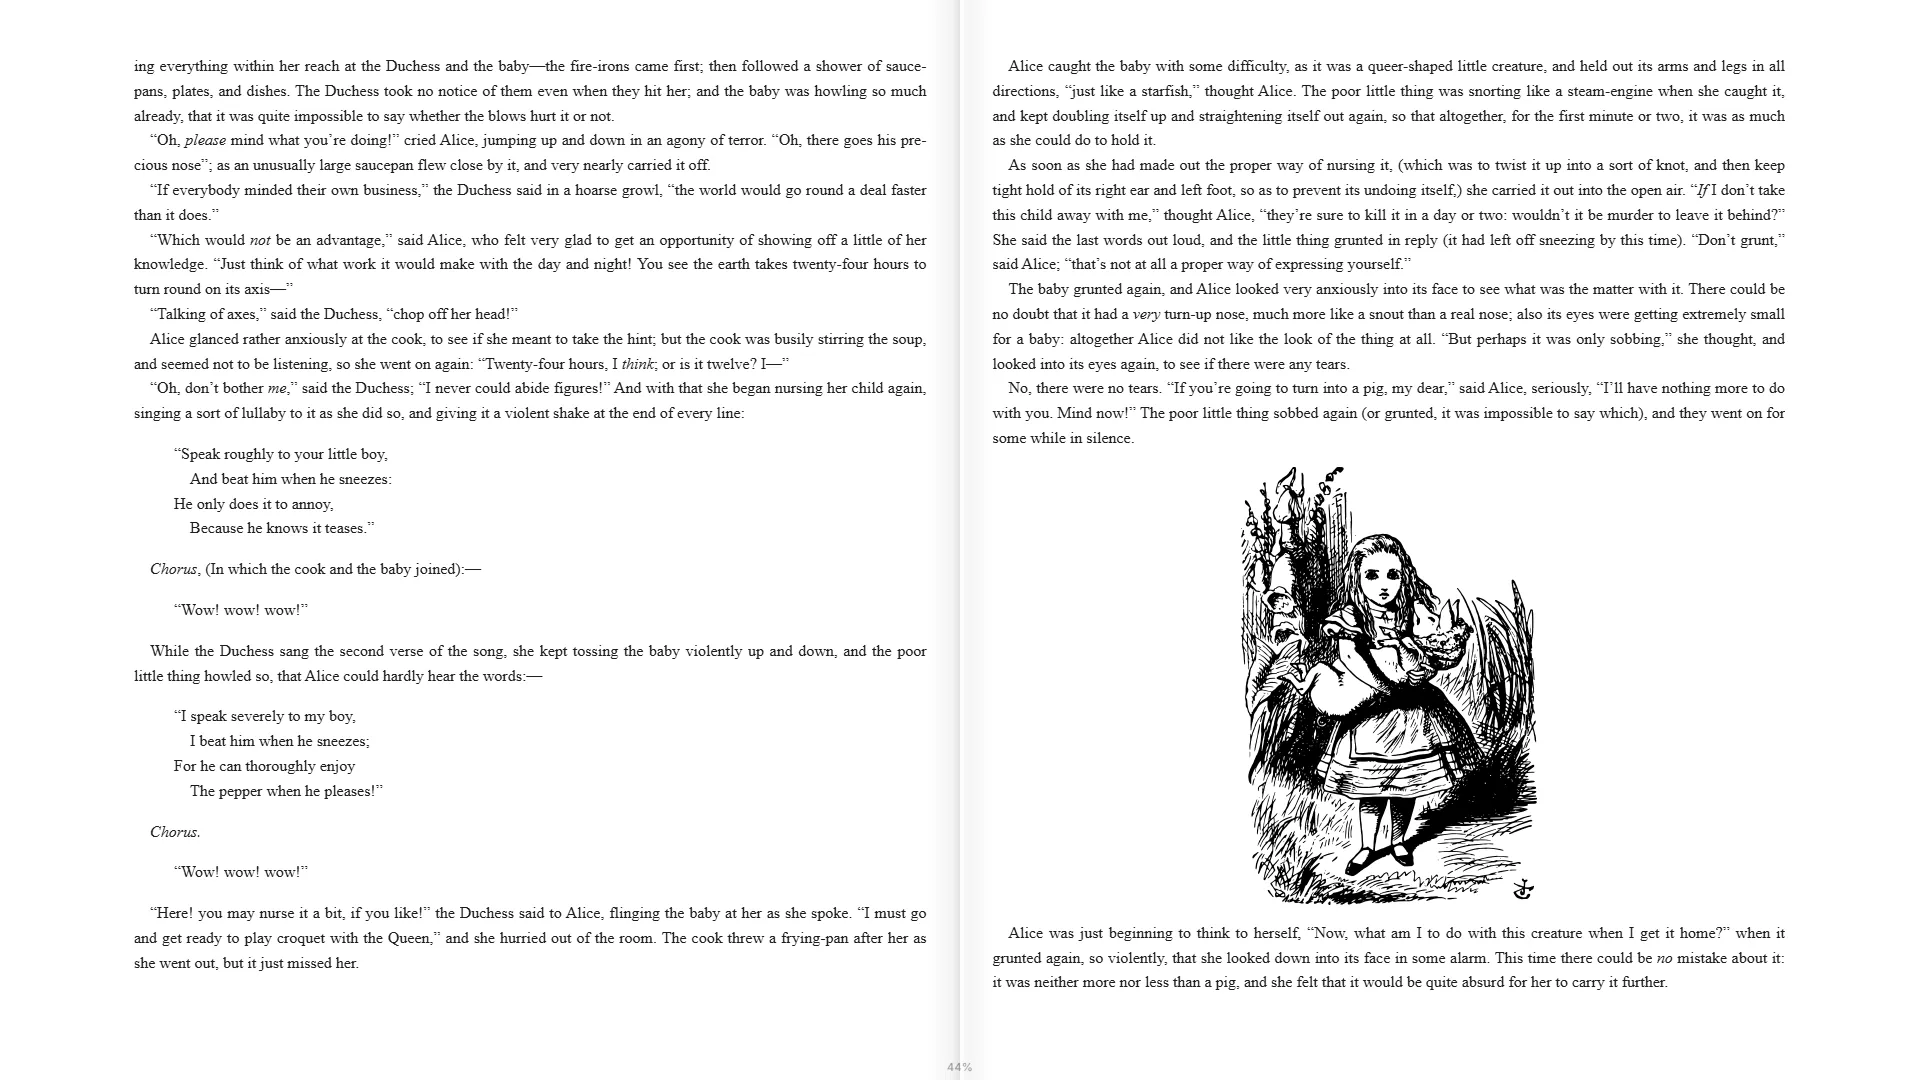 ing everything within her reach at the Duchess and the baby—the fire-irons came first; then followed a shower of sauce-
pans, plates, and dishes. The Duchess took no notice of them even when they hit her; and the baby was howling so much
already, that it was quite impossible to say whether the blows hurt it or not.
“Oh, please mind what you’re doing!” cried Alice, jumping up and down in an agony of terror. “Oh, there goes his pre-
cious nose”; as an unusually large saucepan flew close by it, and very nearly carried it off.
“If everybody minded their own business,” the Duchess said in a hoarse growl, “the world would go round a deal faster
than it does.”
“Which would not be an advantage,” said Alice, who felt very glad to get an opportunity of showing off a little of her
knowledge. “Just think of what work it would make with the day and night! You see the earth takes twenty-four hours to
turn round on its axis—”
“Talking of axes,” said the Duchess, “chop off her head!”
Alice glanced rather anxiously at the cook, to see if she meant to take the hint; but the cook was busily stirring the soup,
and seemed not to be listening, so she went on again: “Twenty-four hours, I think; or is it twelve? I—”
“Oh, don’t bother me,” said the Duchess; “I never could abide figures!” And with that she began nursing her child again,
singing a sort of lullaby to it as she did so, and giving it a violent shake at the end of every line:
“Speak roughly to your little boy,
And beat him when he sneezes:
He only does it to annoy,
Because he knows it teases.”
Chorus, (In which the cook and the baby joined):—
“Wow! wow! wow!”
While the Duchess sang the second verse of the song, she kept tossing the baby violently up and down, and the poor
little thing howled so, that Alice could hardly hear the words:—
“I speak severely to my boy,
I beat him when he sneezes;
For he can thoroughly enjoy
The pepper when he pleases!”
Chorus.
“Wow! wow! wow!”
“Here! you may nurse it a bit, if you like!” the Duchess said to Alice, flinging the baby at her as she spoke. “I must go
and get ready to play croquet with the Queen,” and she hurried out of the room. The cook threw a frying-pan after her as
she went out, but it just missed her.
Alice caught the baby with some difficulty, as it was a queer-shaped little creature, and held out its arms and legs in all
directions, “just like a starfish,” thought Alice. The poor little thing was snorting like a steam-engine when she caught it,
and kept doubling itself up and straightening itself out again, so that altogether, for the first minute or two, it was as much
as she could do to hold it.
As soon as she had made out the proper way of nursing it, (which was to twist it up into a sort of knot, and then keep
tight hold of its right ear and left foot, so as to prevent its undoing itself,) she carried it out into the open air. “If I don’t take
this child away with me,” thought Alice, “they’re sure to kill it in a day or two: wouldn’t it be murder to leave it behind?”
She said the last words out loud, and the little thing grunted in reply (it had left off sneezing by this time). “Don’t grunt,”
said Alice; “that’s not at all a proper way of expressing yourself.”
The baby grunted again, and Alice looked very anxiously into its face to see what was the matter with it. There could be
no doubt that it had a very turn-up nose, much more like a snout than a real nose; also its eyes were getting extremely small
for a baby: altogether Alice did not like the look of the thing at all. “But perhaps it was only sobbing,” she thought, and
looked into its eyes again, to see if there were any tears.
No, there were no tears. “If you’re going to turn into a pig, my dear,” said Alice, seriously, “I’ll have nothing more to do
with you. Mind now!” The poor little thing sobbed again (or grunted, it was impossible to say which), and they went on for
some while in silence.
Alice was just beginning to think to herself, “Now, what am I to do with this creature when I get it home?” when it
grunted again, so violently, that she looked down into its face in some alarm. This time there could be no mistake about it:
it was neither more nor less than a pig, and she felt that it would be quite absurd for her to carry it further.
44%